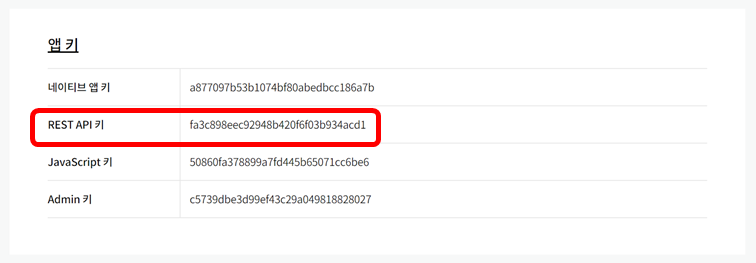 앱 키
네이티브 앱 키 a877097b53b1074bf80abedbcc186a7b
REST API 키 fa3c898eec92948b420f6f03b934acd1
JavaScript 키 50860fa378899a7fd445b65071cc6be6
Admin 키 c5739dbe3d99ef43c29a049818828027